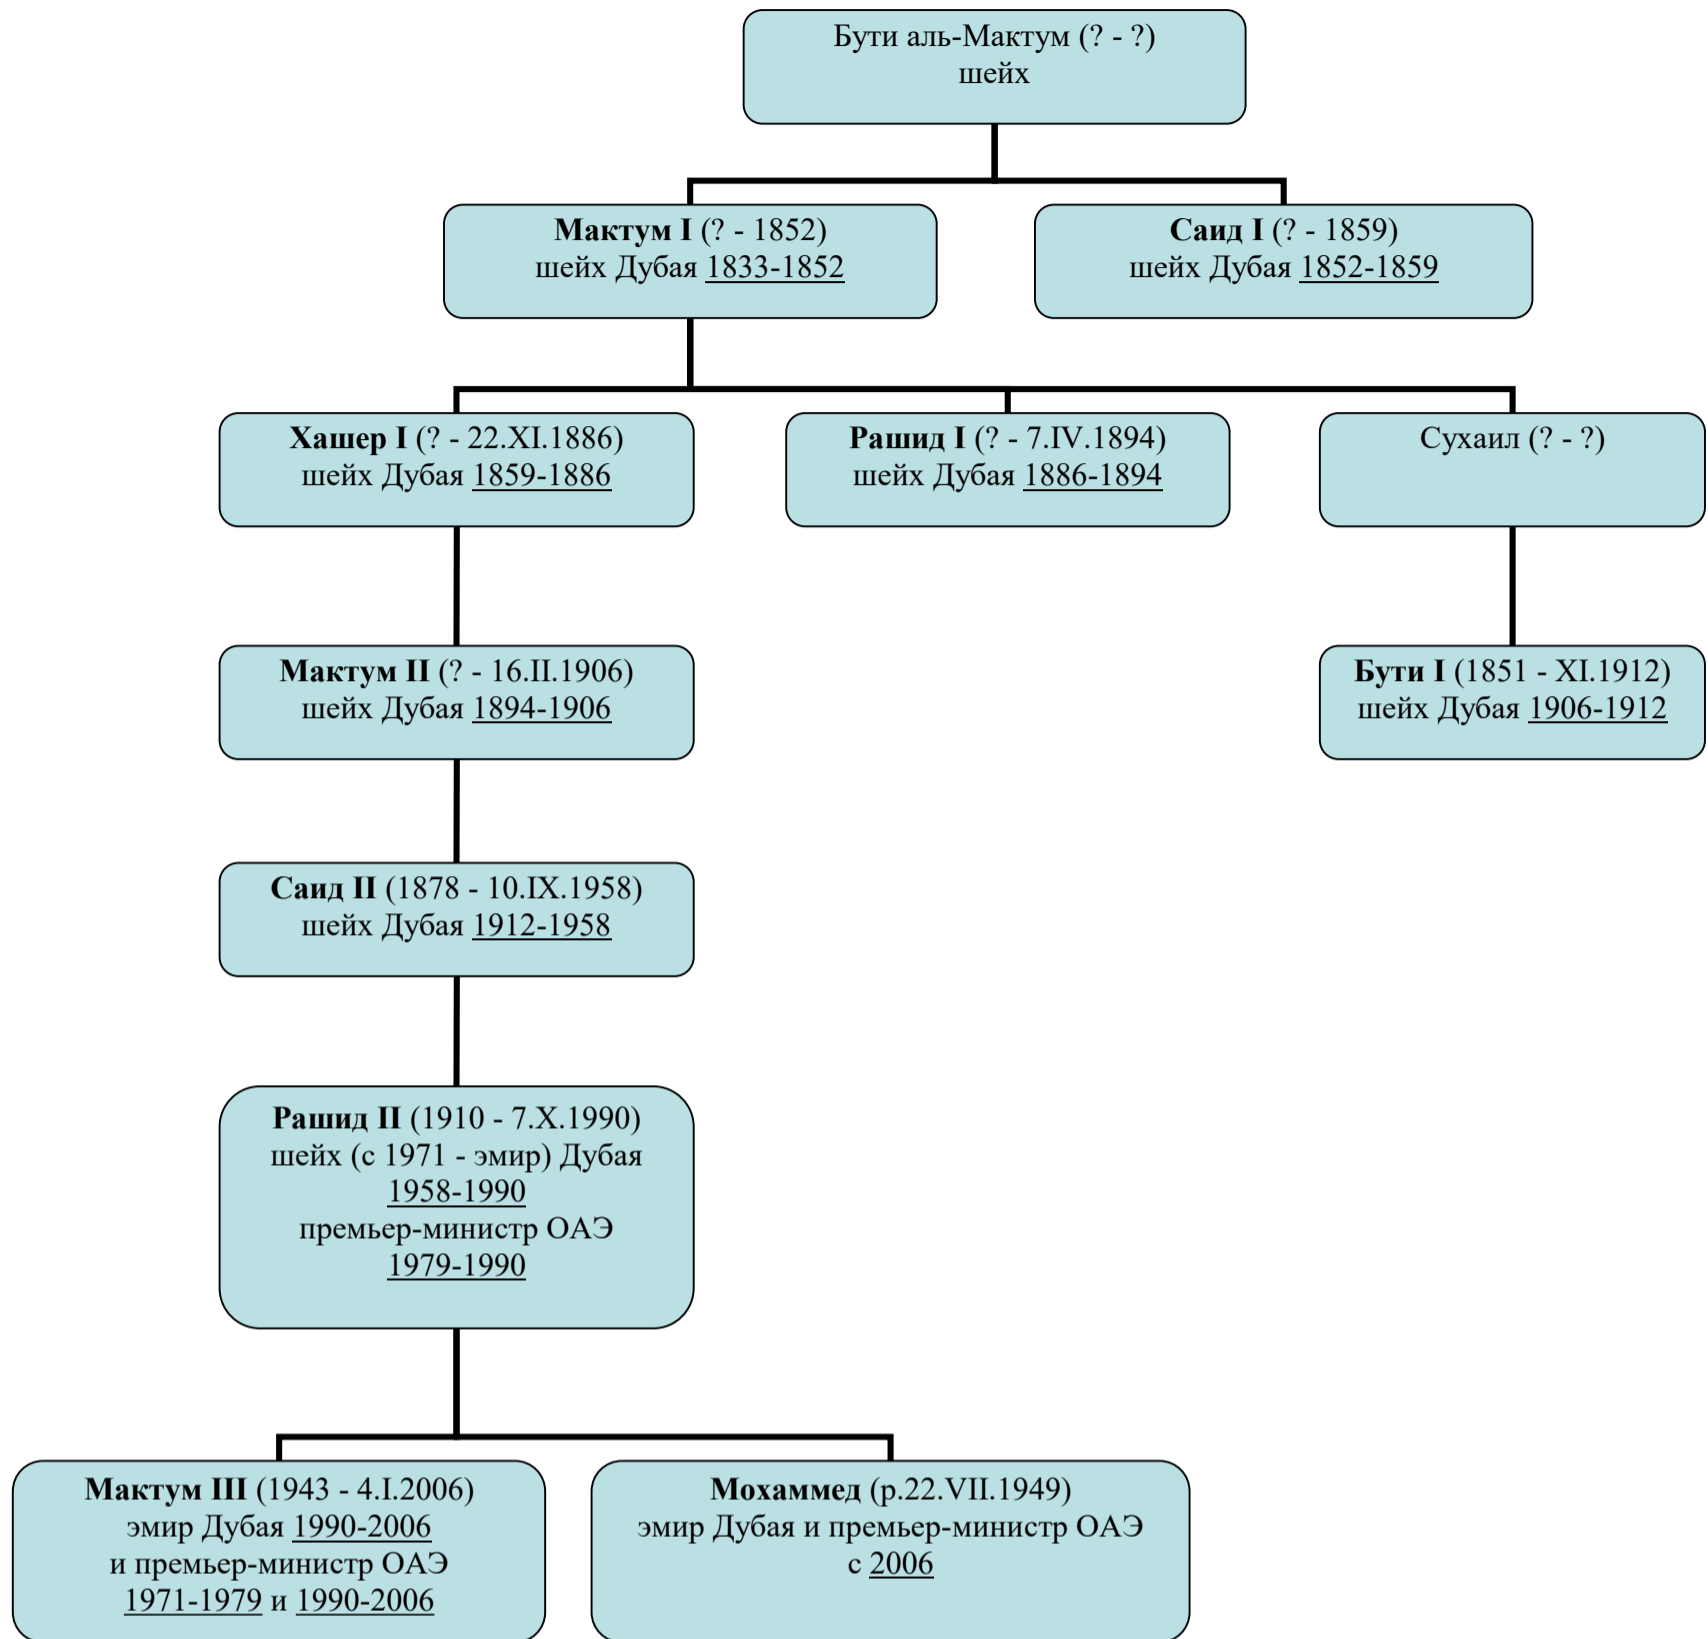 Бути аль-Мактум (? - ?)
шейх
Мактум I (? - 1852)
шейх Дубая 1833-1852
Саид I (? - 1859)
шейх Дубая 1852-1859
Хашер I (? - 22.XI.1886)
шейх Дубая 1859-1886
Рашид I (? - 7.IV.1894)
шейх Дубая 1886-1894
Сухаил (? - ?)
Мактум II (? - 16.II.1906)
шейх Дубая 1894-1906
Бути I (1851 - XI.1912)
шейх Дубая 1906-1912
Саид II (1878 - 10.IX.1958)
шейх Дубая 1912-1958
Рашид II (1910 - 7.X.1990)
шейх (с 1971 - эмир) Дубая
1958-1990
премьер-министр ОАЭ
1979-1990
Мактум III (1943 - 4.I.2006)
эмир Дубая 1990-2006
и премьер-министр ОАЭ
1971-1979 и 1990-2006
Мохаммед (р.22.VII.1949)
эмир Дубая и премьер-министр ОАЭ
с 2006